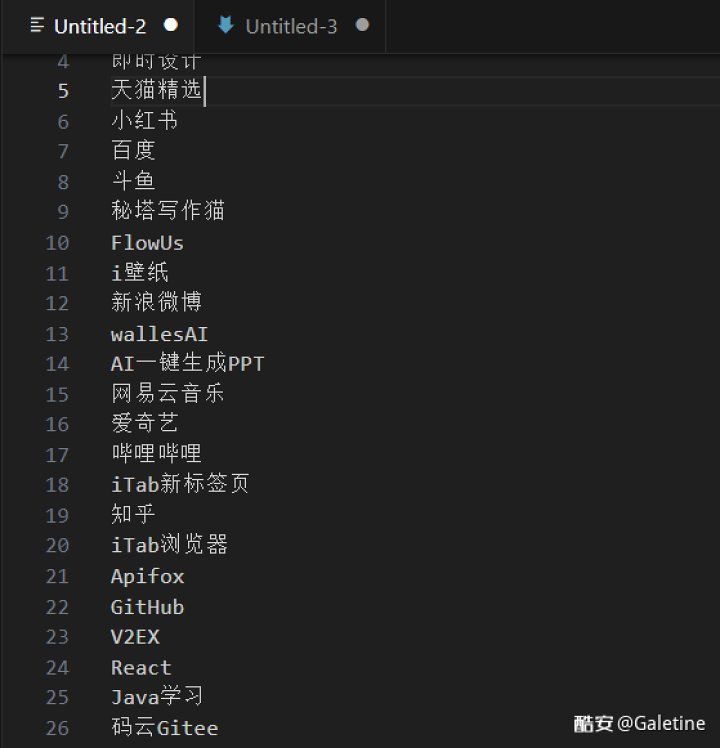 Untitled-2 Untitled-3
4 即时设计
5 天猫精选
6 小红书
7 百度
8 斗鱼
9 秘塔写作猫
10 FlowUs
11 i壁纸
12 新浪微博
13 wallesAI
14 AI一键生成PPT
15 网易云音乐
16 爱奇艺
17 哔哩哔哩
18 iTab新标签页
19 知乎
20 iTab浏览器
21 Apifox
22 GitHub
23 V2EX
24 React
25 Java学习
26 码云Gitee
酷安@Galetine